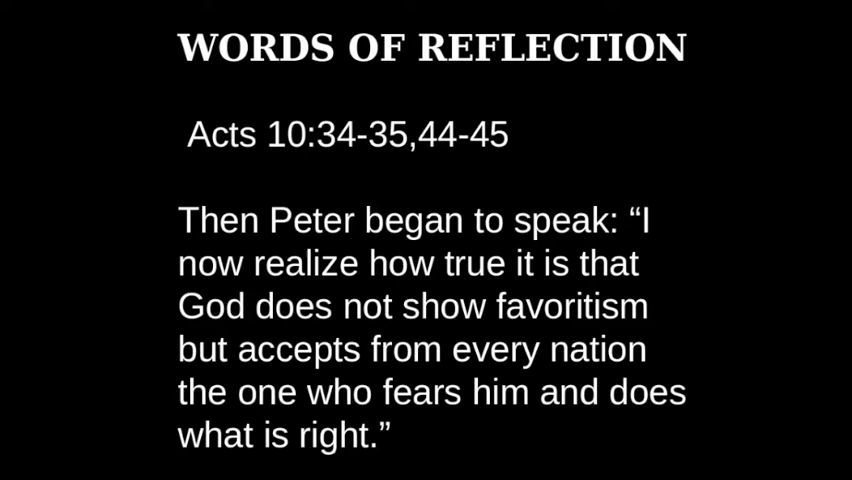 WORDS OF REFLECTION
Acts 10:34-35,44-45
Then Peter began to speak: “I
now realize how true it is that
God does not show favoritism
but accepts from every nation
the one who fears him and does
what is right.”